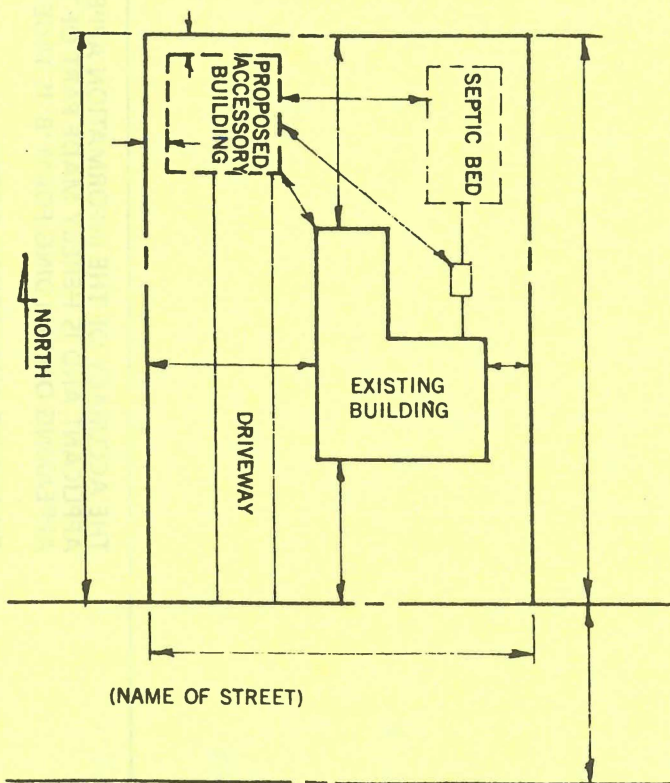 PROPOSED
ACCESSORY
BUILDING
SEPTIC BED
NORTH
EXISTING
BUILDING
DRIVEWAY
(NAME OF STREET)